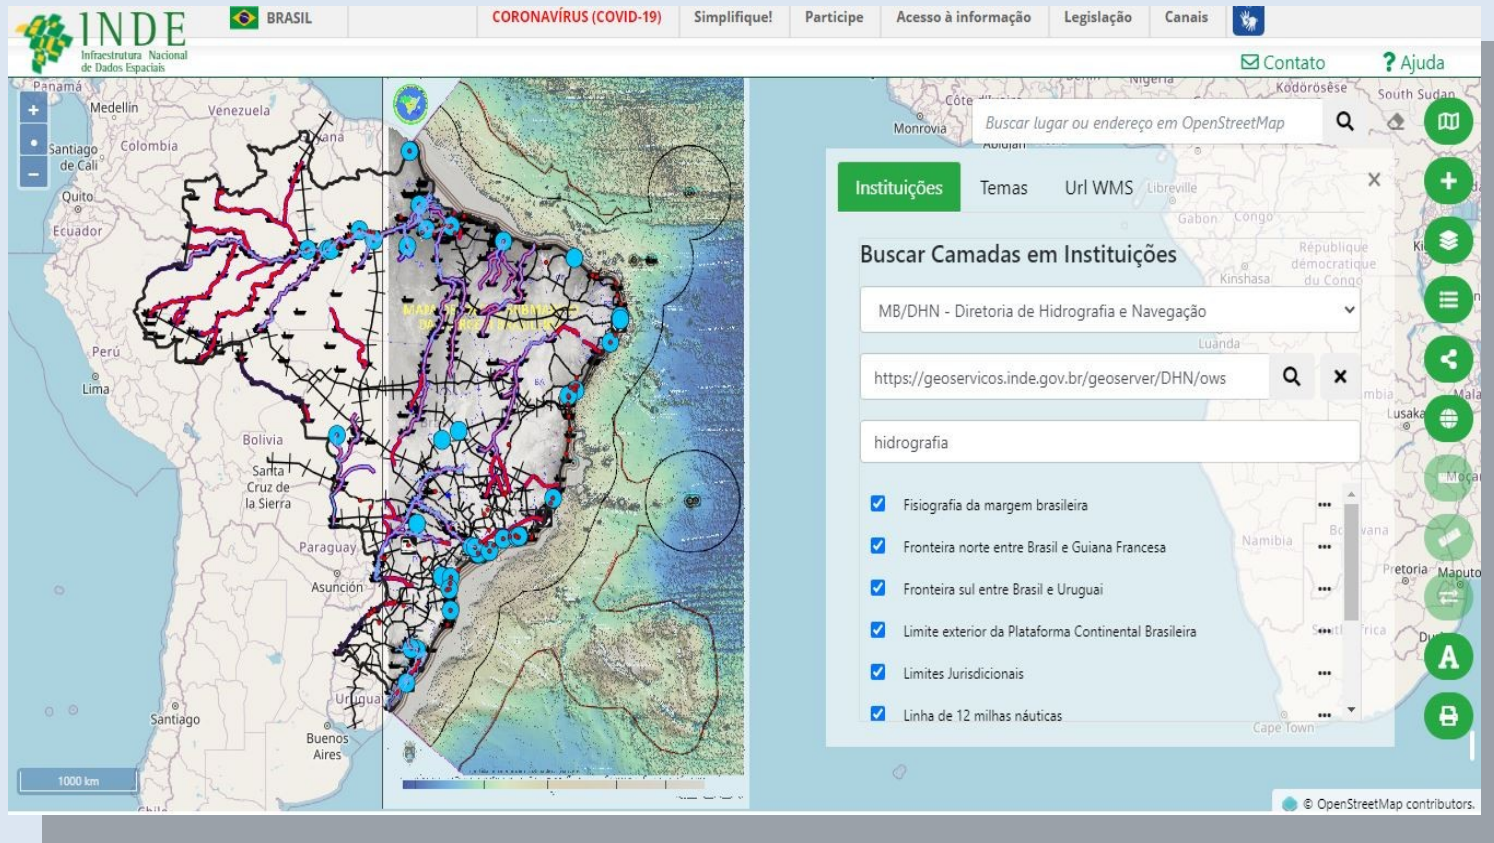 INDE
Infraestrutura Nacional
de Dados Espaciais
BRASIL
CORONAVÍRUS (COVID-19)
Simplifique!
Participe
Acesso à informação
Legislação
Canais
Contato
? Ajuda
Panamá
Medellín
Venezuela
Santiago
de Cali
Colombia
Quito
Ecuador
Perú
Lima
Bolivia
Santa
Cruz de
la Sierra
Paraguay
Asunción
Uruguay
Santiago
Buenos
Aires
1000 km
Nigeria
Kodörösêse
South Sudan
Monrovia
Abidjan
Buscar lugar ou endereço em OpenStreetMap
Instituições
Temas
Url WMS
Libreville
Gabon
Congo
Buscar Camadas em Instituições
République
démocratique
du Congo
Kinshasa
MB/DHN - Diretoria de Hidrografia e Navegação
Luanda
https://geoservicos.inde.gov.br/geoserver/DHN/ows
Lusaka
hidrografia
Fisiografia da margem brasileira
Fronteira norte entre Brasil e Guiana Francesa
Namibia
Botswana
Pretoria
Maputo
Fronteira sul entre Brasil e Uruguai
Limite exterior da Plataforma Continental Brasileira
South Africa
Limites Jurisdicionais
Linha de 12 milhas náuticas
Cape Town
A
© OpenStreetMap contributors.